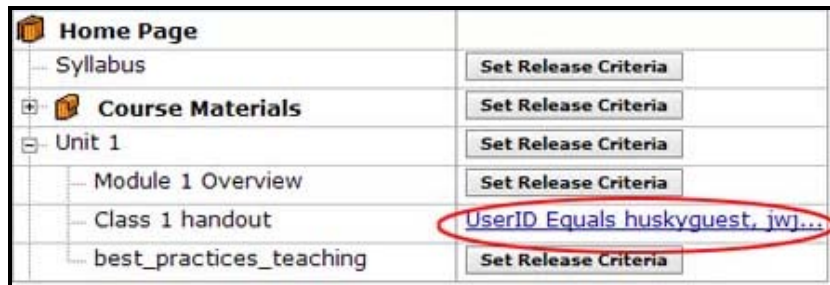 Home Page
Syllabus Set Release Criteria
Course Materials Set Release Criteria
Unit 1 Set Release Criteria
Module 1 Overview Set Release Criteria
Class 1 handout UserID Equals huskyguest, jwj...
best_practices_teaching Set Release Criteria